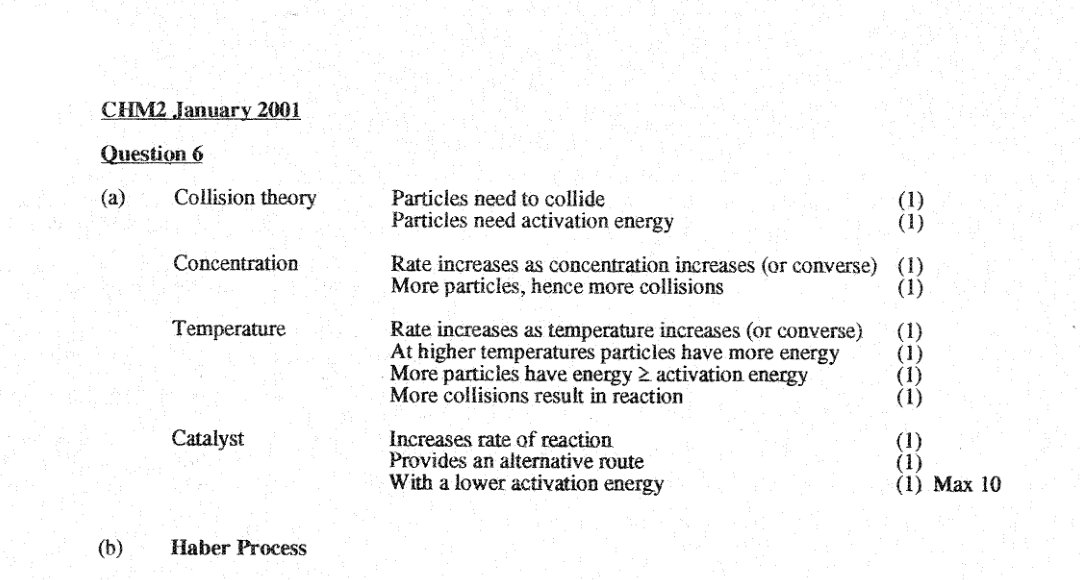 CHM2 January 2001
Question 6
(a) Collision theory Particles need to collide (1)
Particles need activation energy (1)
Concentration Rate increases as concentration increases (or converse) (1)
More particles, hence more collisions (1)
Temperature Rate increases as temperature increases (or converse) (1)
At higher temperatures particles have more energy (1)
More particles have energy ≥ activation energy (1)
More collisions result in reaction (1)
Catalyst Increases rate of reaction (1)
Provides an alternative route (1)
With a lower activation energy (1) Max 10
(b) Haber Process